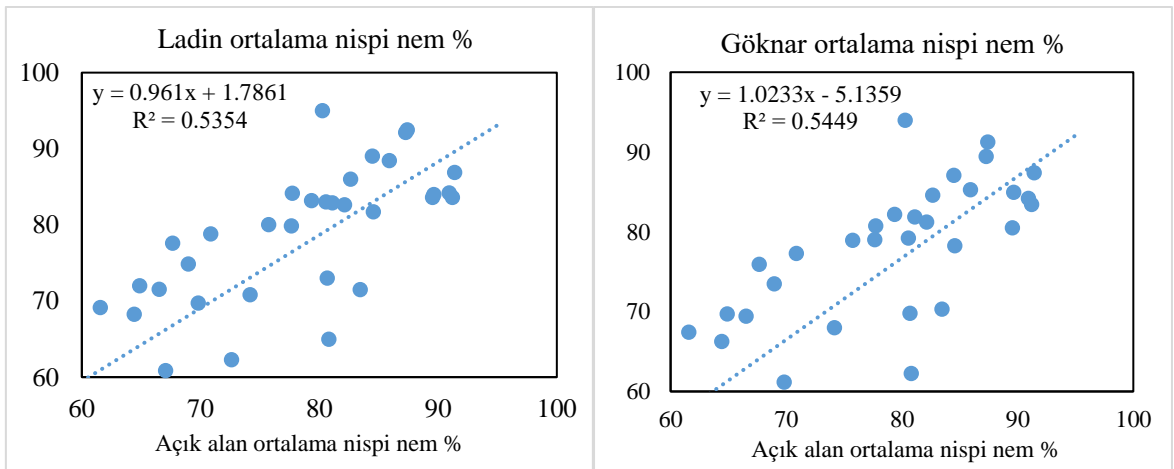 Ladin ortalama nispi nem %
y = 0.961x + 1.7861
R² = 0.5354
100
90
80
70
60
60 70 80 90 100
Açık alan ortalama nispi nem %
Göknar ortalama nispi nem %
y = 1.0233x - 5.1359
R² = 0.5449
100
90
80
70
60
60 70 80 90 100
Açık alan ortalama nispi nem %